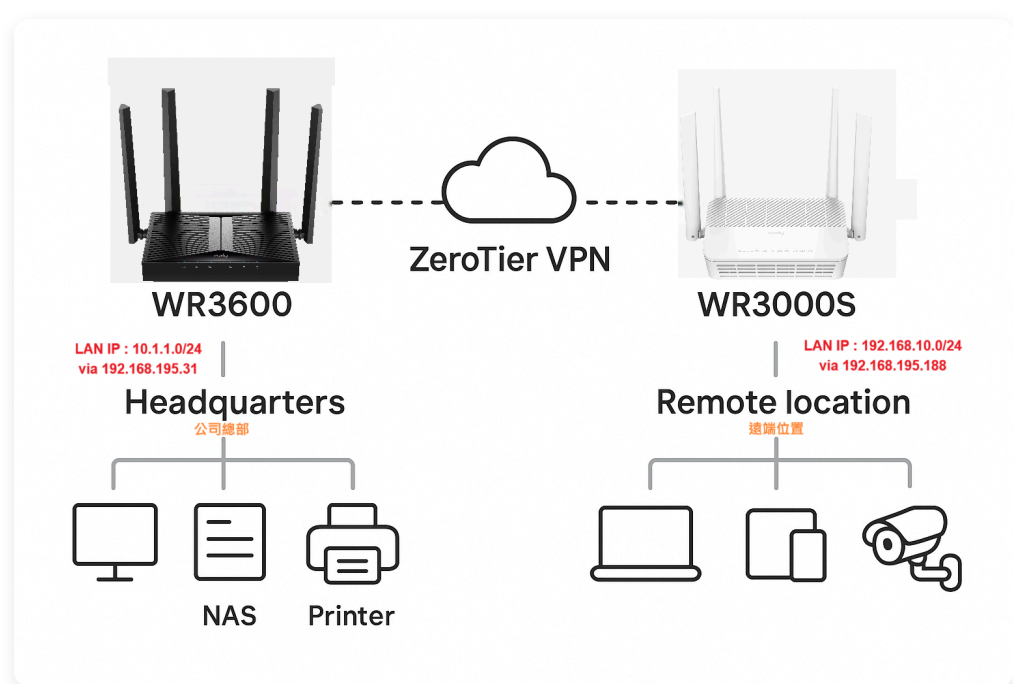 ZeroTier VPN
WR3600
WR3000S
LAN IP : 10.1.1.0/24
via 192.168.195.31
LAN IP : 192.168.10.0/24
via 192.168.195.188
Headquarters
公司總部
Remote location
遠端位置
NAS
Printer